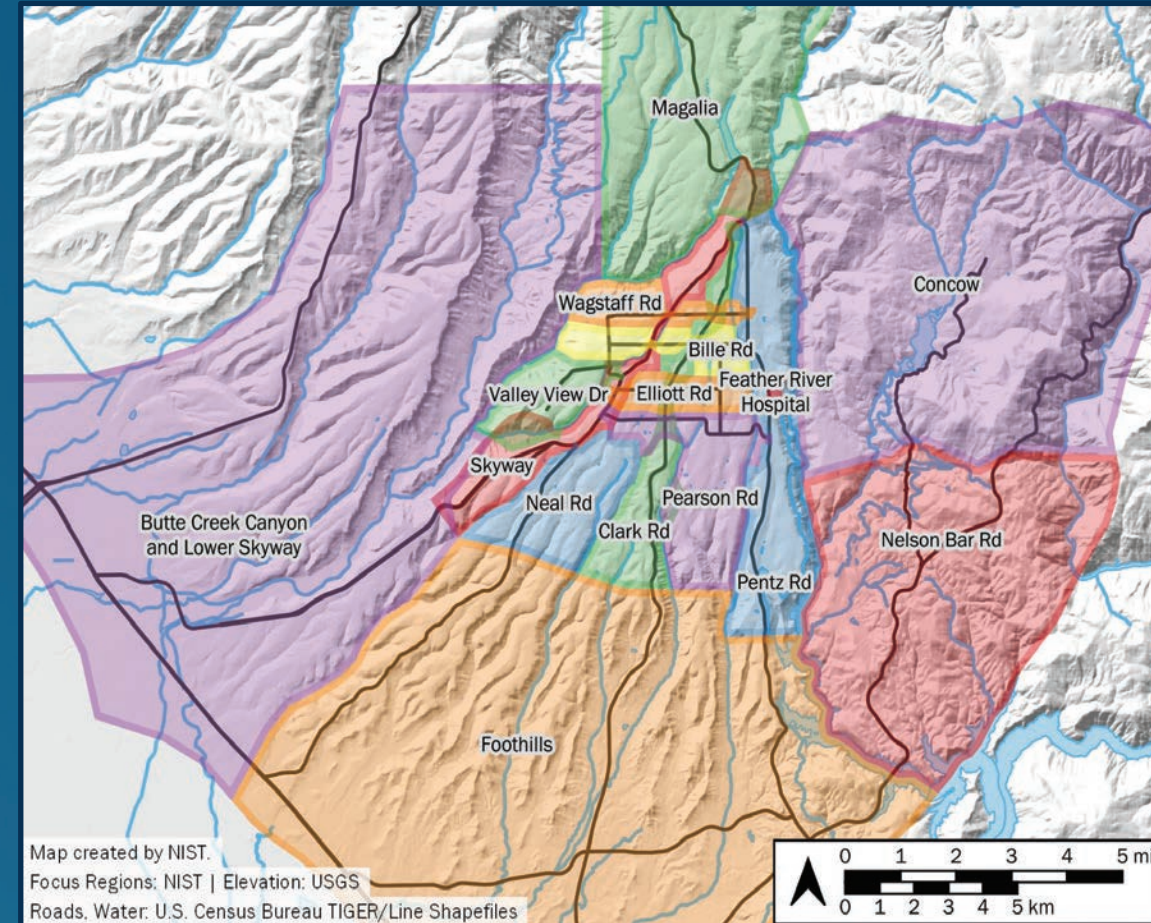 Magalia
Concow
Wagstaff Rd
Bille Rd
Valley View Dr
Elliott Rd
Feather River
Hospital
Skyway
Neal Rd
Pearson Rd
Clark Rd
Butte Creek Canyon
and Lower Skyway
Nelson Bar Rd
Pentz Rd
Foothills
Map created by NIST.
Focus Regions: NIST | Elevation: USGS
Roads, Water: U.S. Census Bureau TIGER/Line Shapefiles
0 1 2 3 4 5 mi
0 1 2 3 4 5 km